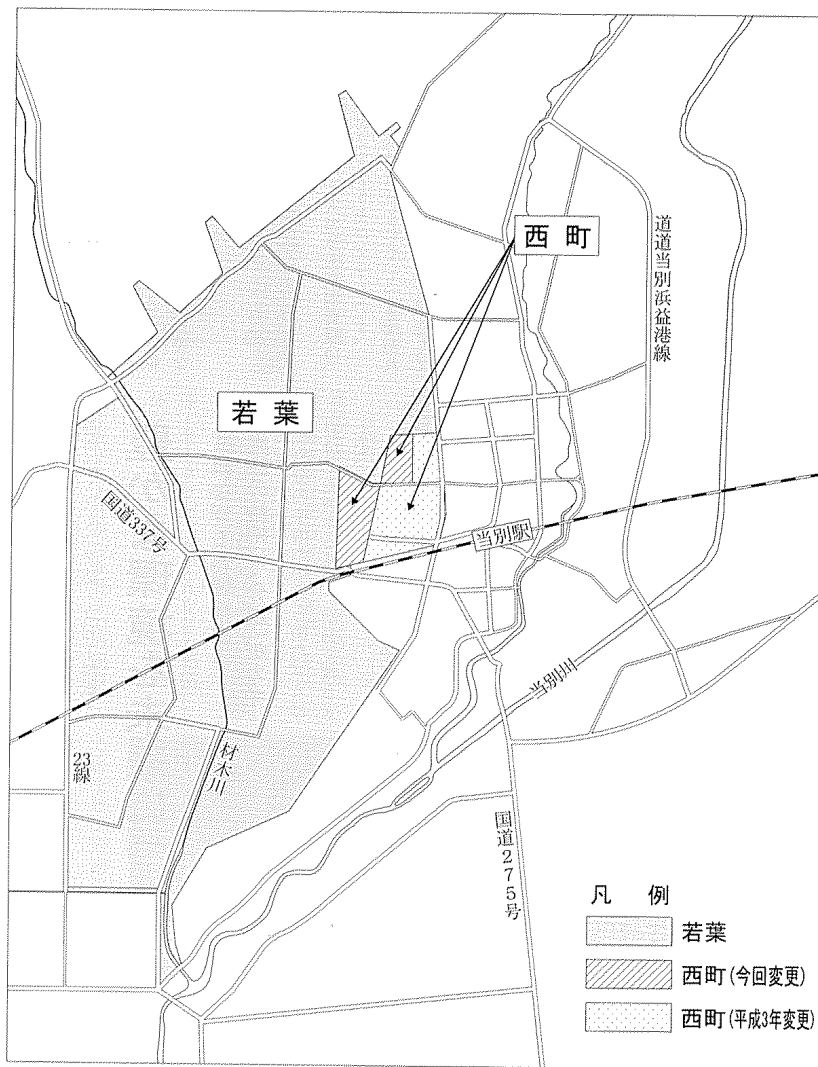 西町
道道当別浜益港線
若葉
国道337号
当別駅
当別川
23線
材木川
国道275号
凡 例
若葉
西町(今回変更)
西町(平成3年変更)